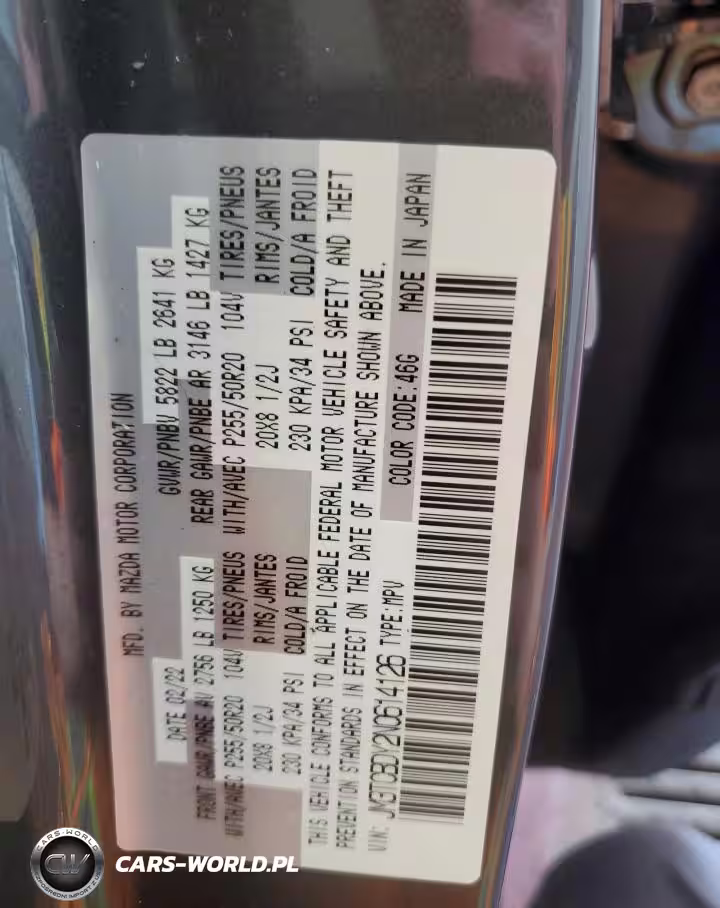 MFD. BY MAZDA MOTOR CORPORATION
DATE 02/22 GVWR/PNBV 5822 LB 2641 KG
FRONT GAWR/PNBE AV 2756 LB 1250 KG REAR GAWR/PNBE AR 3146 LB 1427 KG
WITH/AVEC P255/50R20 104V TIRES/PNEUS WITH/AVEC P255/50R20 104V TIRES/PNEUS
20X8 1/2J RIMS/JANTES 20X8 1/2J RIMS/JANTES
230 KPA/34 PSI COLD/A FROID 230 KPA/34 PSI COLD/A FROID
THIS VEHICLE CONFORMS TO ALL APPLICABLE FEDERAL MOTOR VEHICLE SAFETY AND THEFT
PREVENTION STANDARDS IN EFFECT ON THE DATE OF MANUFACTURE SHOWN ABOVE.
VIN: JM3TCBDY2N0614126 TYPE:MPV COLOR CODE:46G MADE IN JAPAN
CARS-WORLD
CW
CARS-WORLD.PL